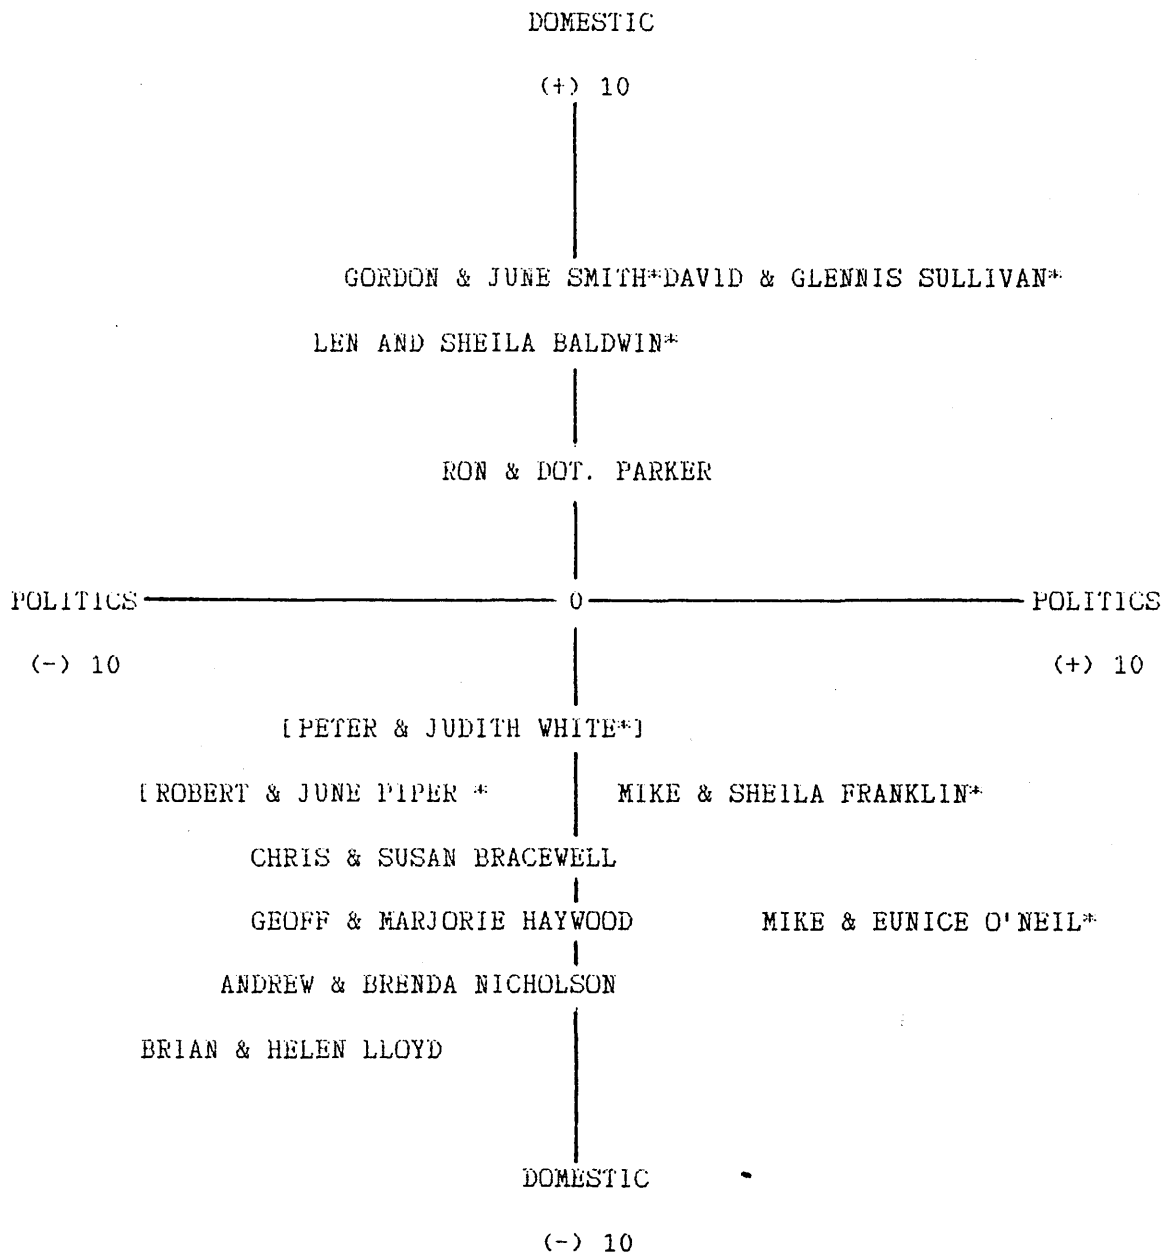 DOMESTIC
(+) 10
GORDON & JUNE SMITH*DAVID & GLENNIS SULLIVAN*
LEN AND SHEILA BALDWIN*
RON & DOT. PARKER
POLITICS 0 POLITICS
(-) 10 (+) 10
[PETER & JUDITH WHITE*]
[ROBERT & JUNE PIPER * MIKE & SHEILA FRANKLIN*
CHRIS & SUSAN BRACEWELL
GEOFF & MARJORIE HAYWOOD MIKE & EUNICE O'NEIL*
ANDREW & BRENDA NICHOLSON
BRIAN & HELEN LLOYD
DOMESTIC
(-) 10